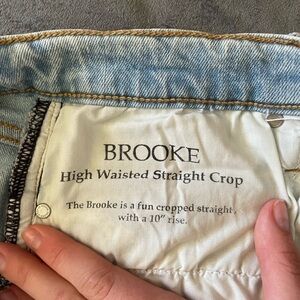 BROOKE
High Waisted Straight Crop
The Brooke is a fun cropped straight,
with a 10" rise.